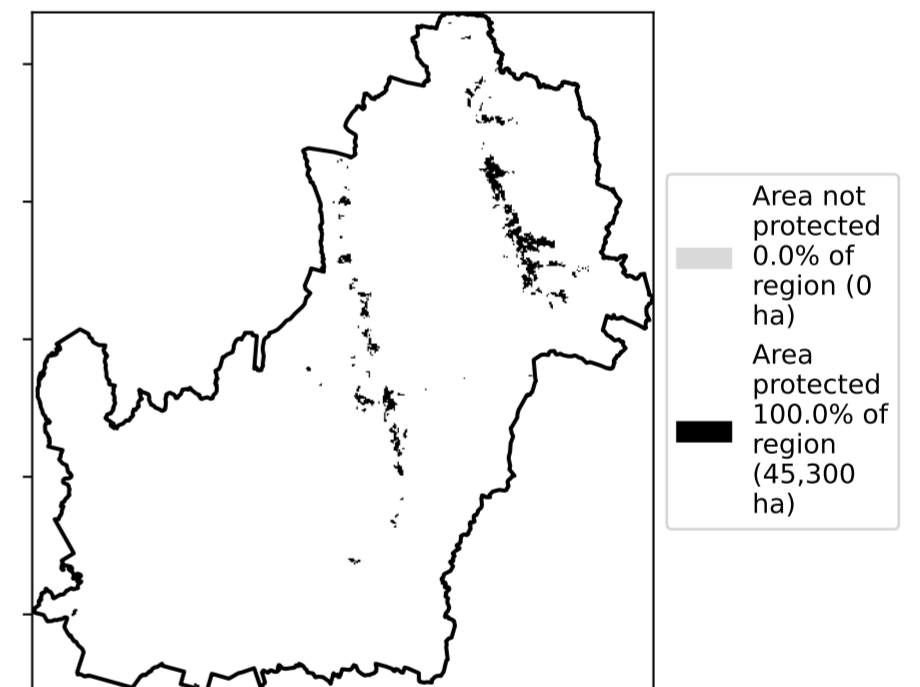 Area not
protected
0.0% of
region (0
ha)
Area
protected
100.0% of
region
(45,300
ha)